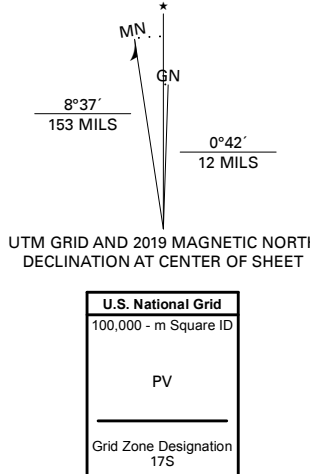 ★
MN
GN
8°37´
153 MILS
0°42´
12 MILS
UTM GRID AND 2019 MAGNETIC NORTH
DECLINATION AT CENTER OF SHEET
U.S. National Grid
100,000 - m Square ID
PV
Grid Zone Designation
17S